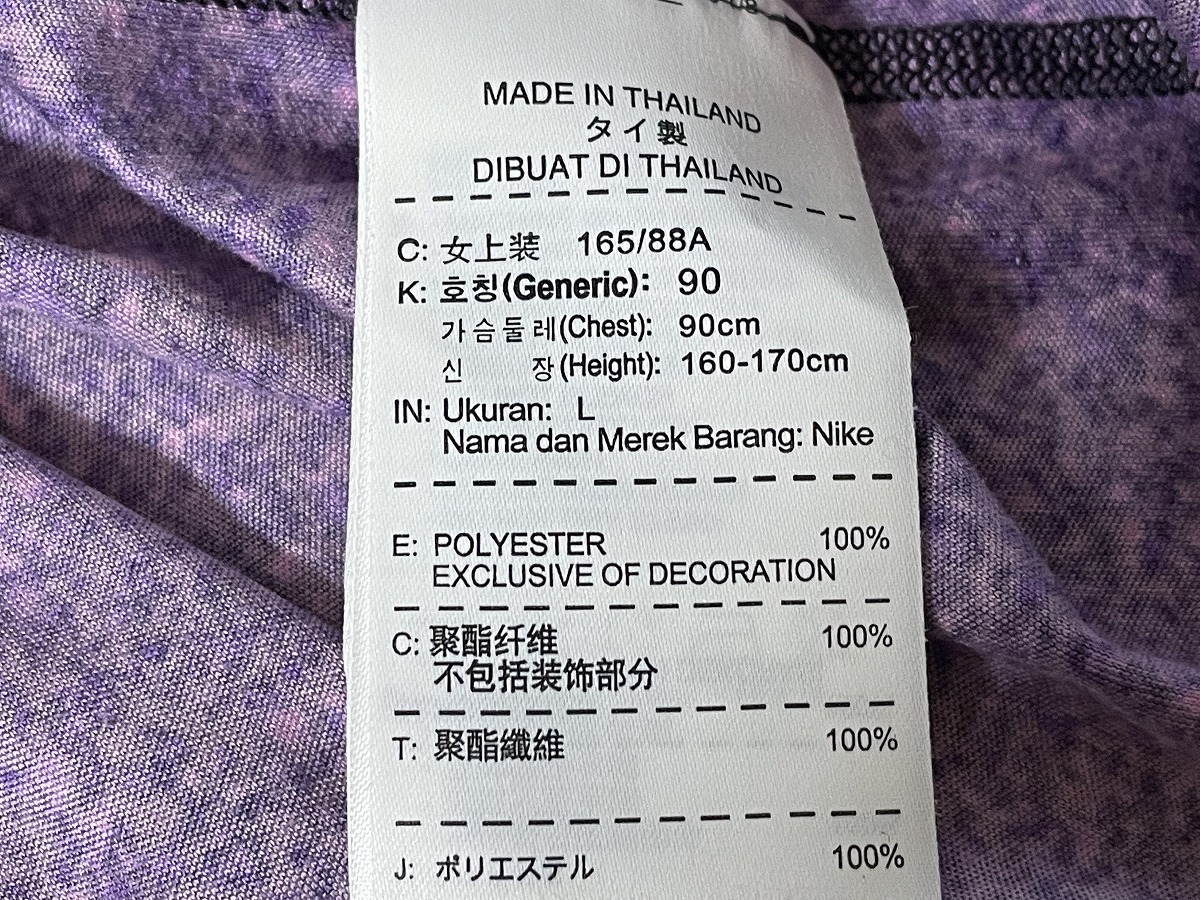 MADE IN THAILAND
タイ製
DIBUAT DI THAILAND
C: 女上装 165/88A
K: 호칭(Generic): 90
가슴둘레(Chest): 90cm
신 장(Height): 160-170cm
IN: Ukuran: L
Nama dan Merek Barang: Nike
E: POLYESTER 100%
EXCLUSIVE OF DECORATION
C: 聚酯纤维 100%
不包括装饰部分
T: 聚酯纖維 100%
J: ポリエステル 100%